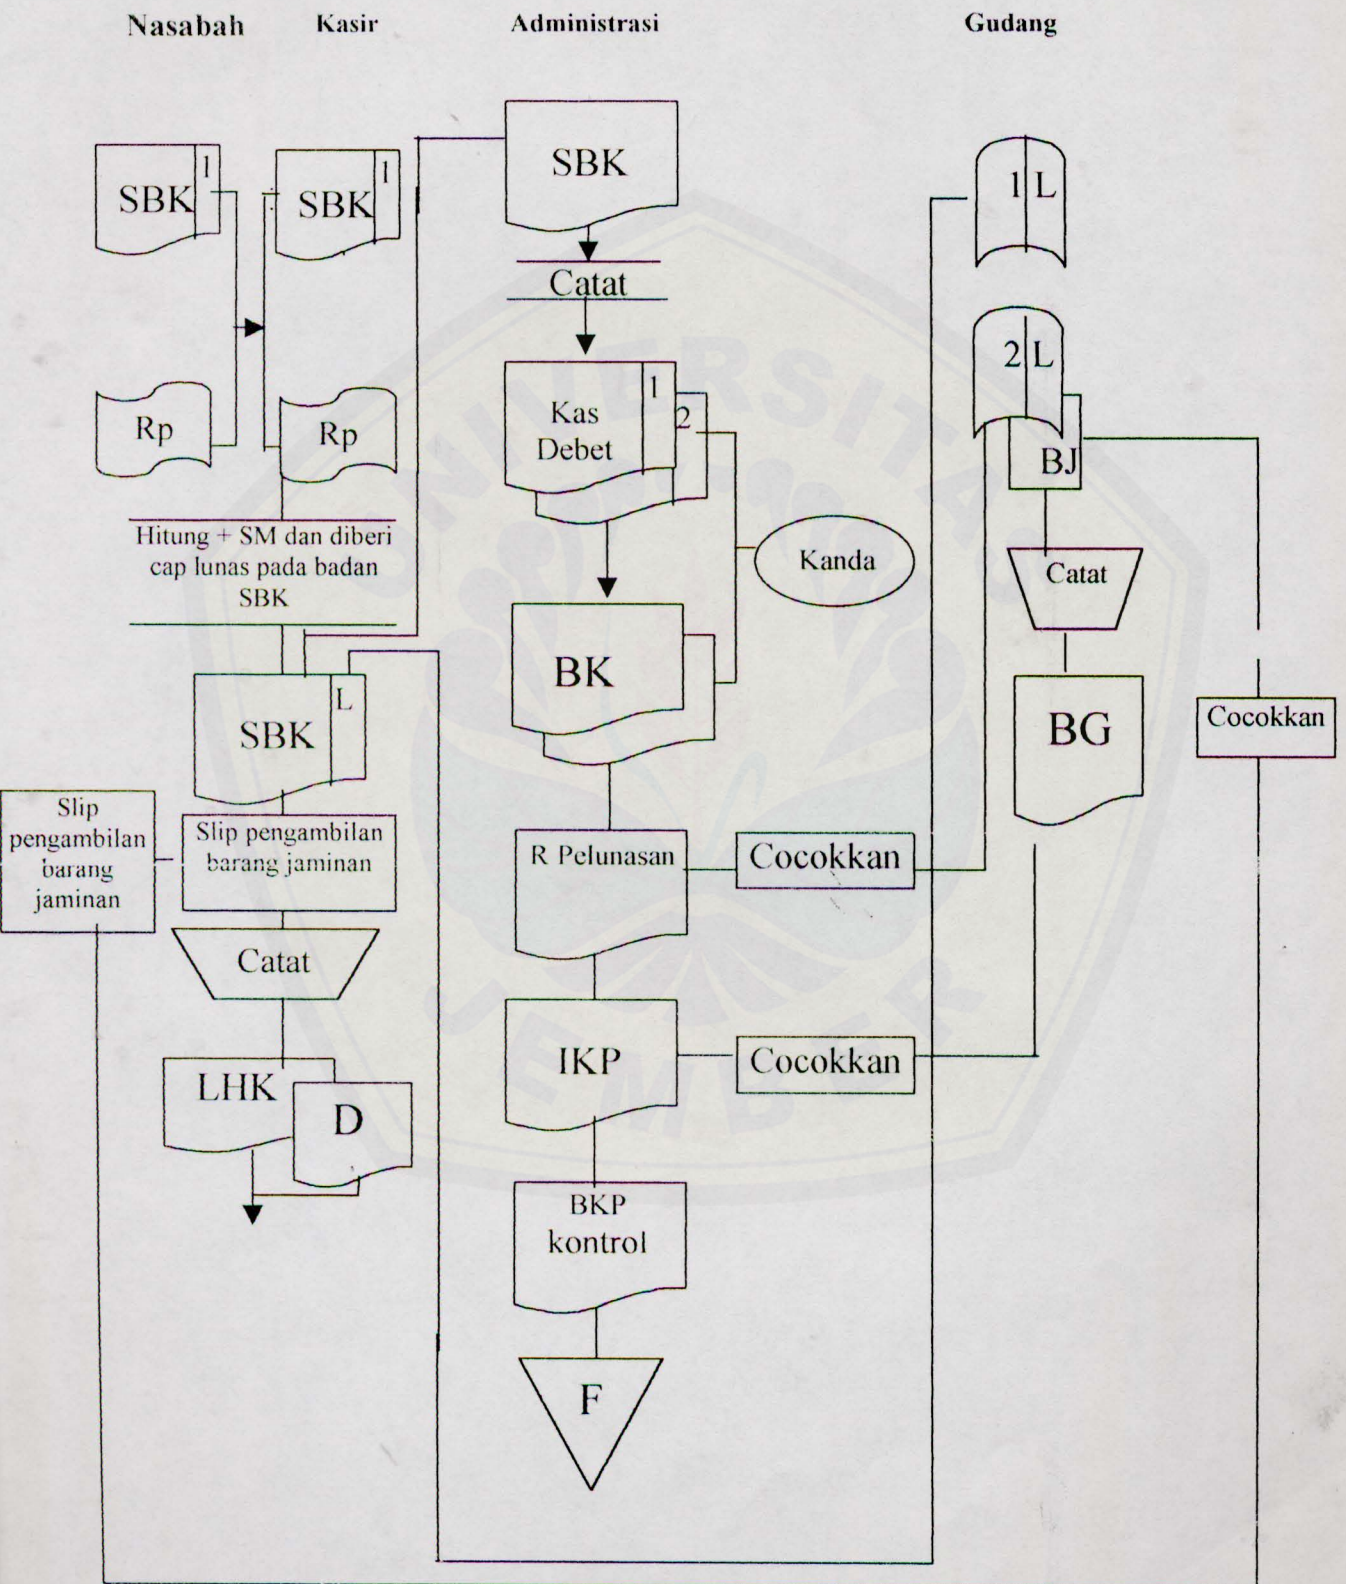 Nasabah Kasir Administrasi Gudang
SBK 1
SBK 1
Rp
Rp
Hitung + SM dan diberi
cap lunas pada badan
SBK
SBK L
Slip
pengambilan
barang
jaminan
Slip pengambilan
barang jaminan
Catat
LHK
D
SBK
Catat
Kas
Debet
1
2
Kanda
BK
R Pelunasan
Cocokkan
IKP
Cocokkan
BKP
kontrol
F
1 L
2 L
BJ
Catat
BG
Cocokkan
UNIVERSITAS
JEMBER